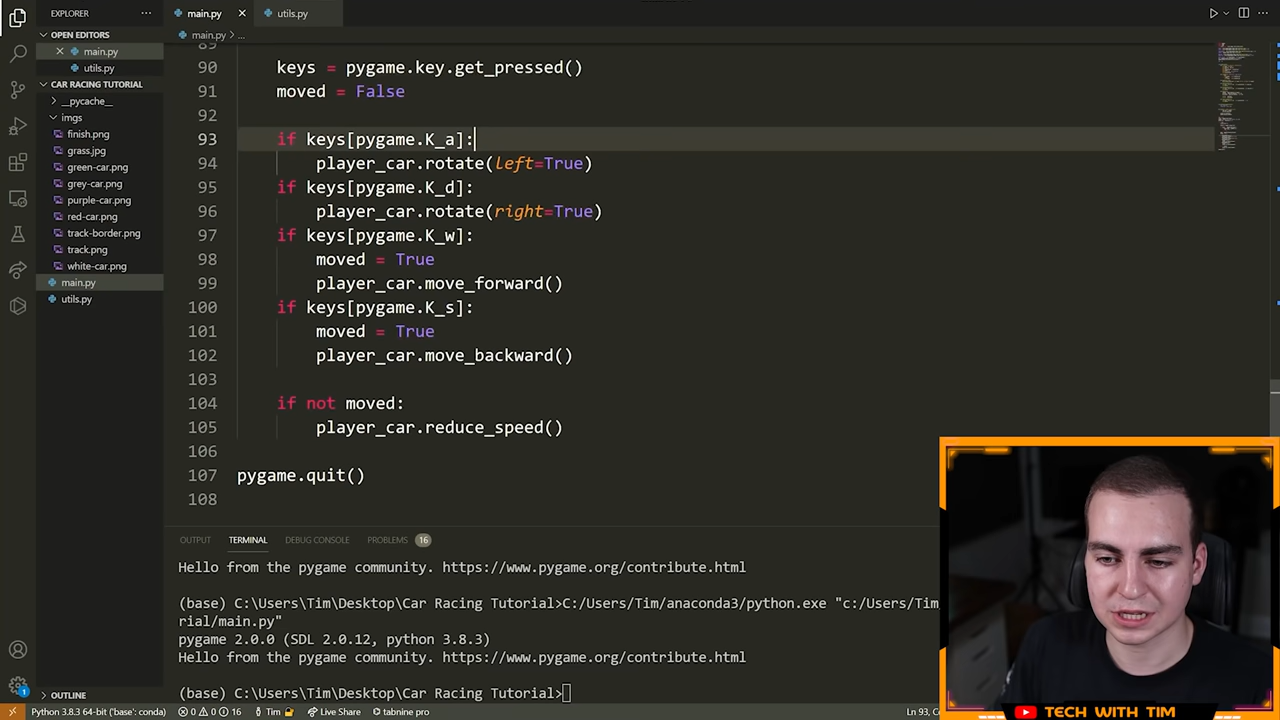 EXPLORER
OPEN EDITORS
main.py
utils.py
CAR RACING TUTORIAL
__pycache__
imgs
finish.png
grass.jpg
green-car.png
grey-car.png
purple-car.png
red-car.png
track-border.png
track.png
white-car.png
main.py
utils.py
OUTLINE
main.py
utils.py
main.py > ...
89
90 keys = pygame.key.get_pressed()
91 moved = False
92
93 if keys[pygame.K_a]:
94 player_car.rotate(left=True)
95 if keys[pygame.K_d]:
96 player_car.rotate(right=True)
97 if keys[pygame.K_w]:
98 moved = True
99 player_car.move_forward()
100 if keys[pygame.K_s]:
101 moved = True
102 player_car.move_backward()
103
104 if not moved:
105 player_car.reduce_speed()
106
107 pygame.quit()
108
OUTPUT TERMINAL DEBUG CONSOLE PROBLEMS 16
Hello from the pygame community. https://www.pygame.org/contribute.html
(base) C:\Users\Tim\Desktop\Car Racing Tutorial>C:/Users/Tim/anaconda3/python.exe "c:/Users/Tim/
rial/main.py"
pygame 2.0.0 (SDL 2.0.12, python 3.8.3)
Hello from the pygame community. https://www.pygame.org/contribute.html
(base) C:\Users\Tim\Desktop\Car Racing Tutorial>
1
Python 3.8.3 64-bit ('base': conda) 0 0 16 Tim Live Share tabnine pro
Ln 93,
TECH WITH TIM